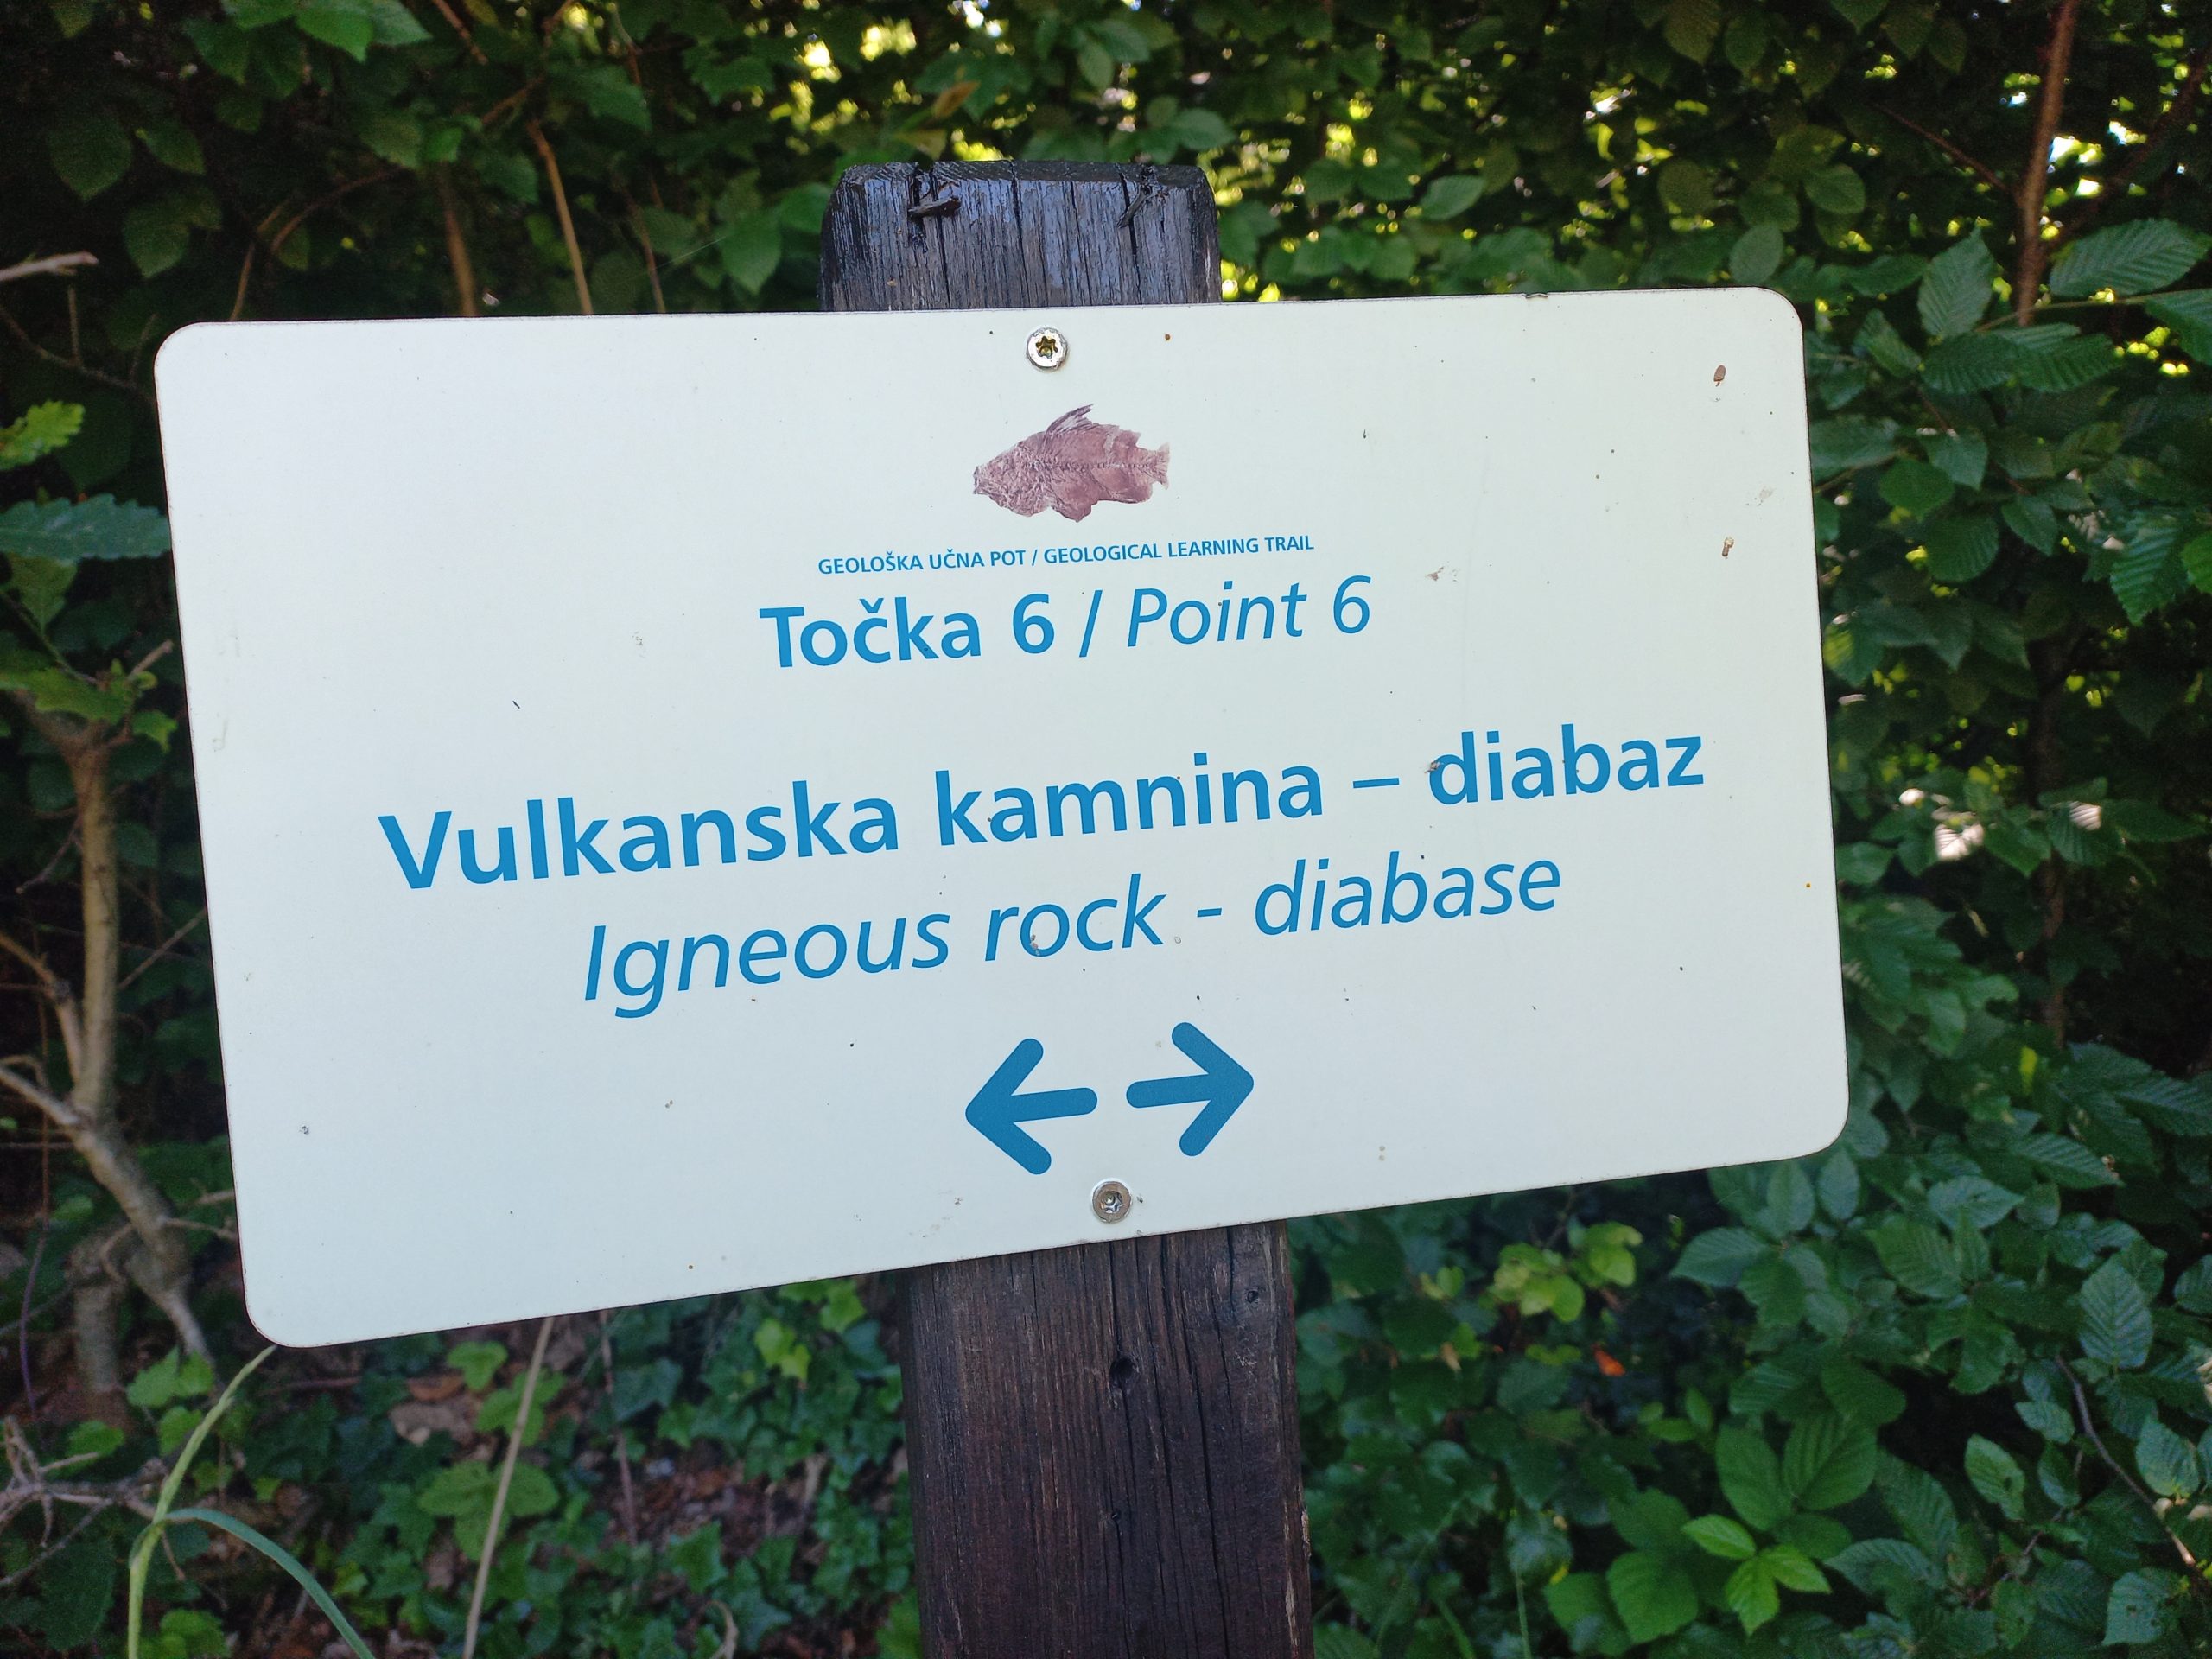 GEOLOŠKA UČNA POT / GEOLOGICAL LEARNING TRAIL
Točka 6 / Point 6
Vulkanska kamnina – diabaz
Igneous rock - diabase